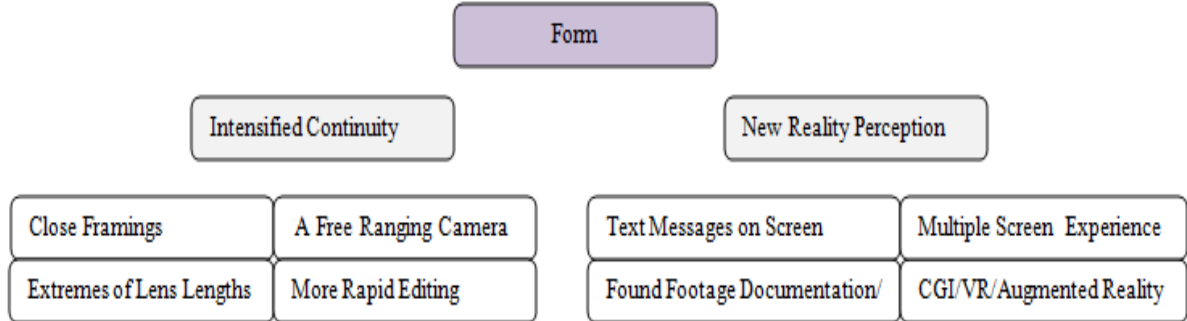 Form
Intensified Continuity
New Reality Perception
Close Framings
A Free Ranging Camera
Text Messages on Screen
Multiple Screen Experience
Extremes of Lens Lengths
More Rapid Editing
Found Footage Documentation/
CGI/VR/Augmented Reality